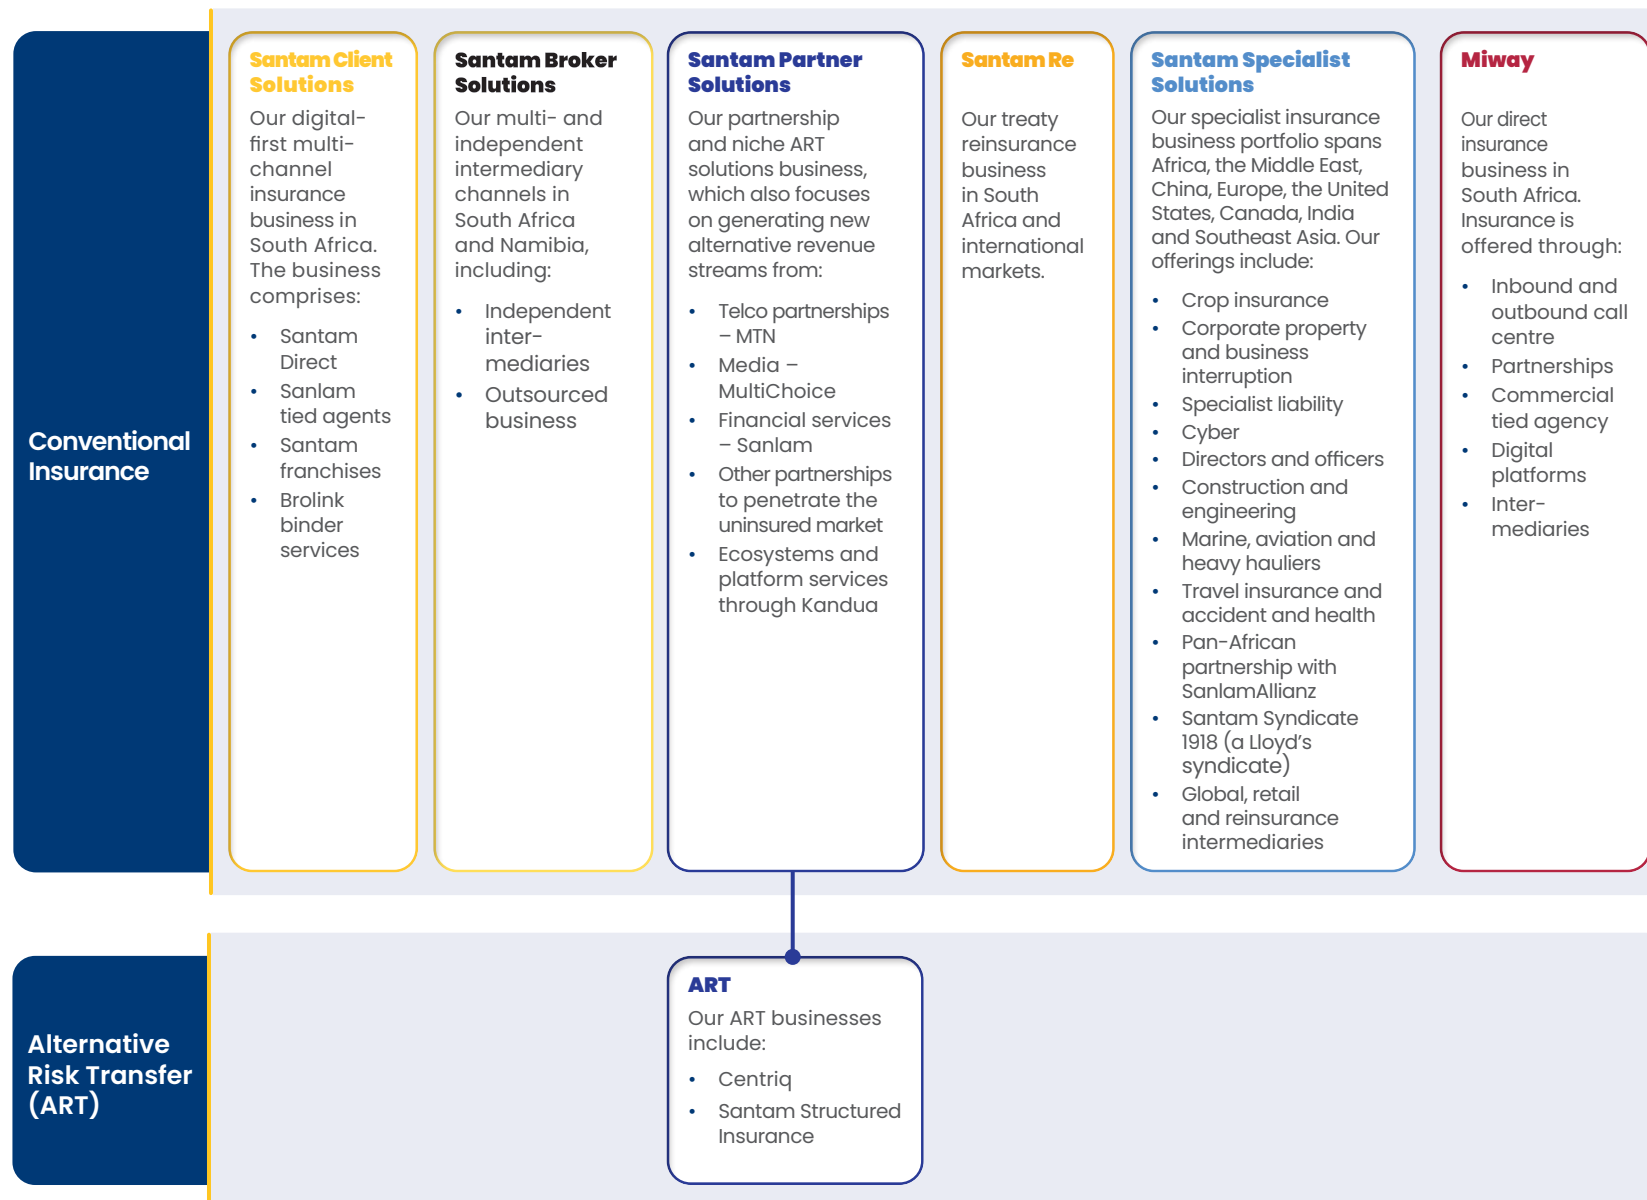 Conventional
Insurance
Santam Client
Solutions
Our digital-
first multi-
channel
insurance
business in
South Africa.
The business
comprises:
• Santam
Direct
• Sanlam
tied agents
• Santam
franchises
• Brolink
binder
services
Santam Broker
Solutions
Our multi- and
independent
intermediary
channels in
South Africa
and Namibia,
including:
• Independent
inter-
mediaries
• Outsourced
business
Santam Partner
Solutions
Our partnership
and niche ART
solutions business,
which also focuses
on generating new
alternative revenue
streams from:
• Telco partnerships
– MTN
• Media –
MultiChoice
• Financial services
– Sanlam
• Other partnerships
to penetrate the
uninsured market
• Ecosystems and
platform services
through Kandua
Santam Re
Our treaty
reinsurance
business
in South
Africa and
international
markets.
Santam Specialist
Solutions
Our specialist insurance
business portfolio spans
Africa, the Middle East,
China, Europe, the United
States, Canada, India
and Southeast Asia. Our
offerings include:
• Crop insurance
• Corporate property
and business
interruption
• Specialist liability
• Cyber
• Directors and officers
• Construction and
engineering
• Marine, aviation and
heavy hauliers
• Travel insurance and
accident and health
• Pan-African
partnership with
SanlamAllianz
• Santam Syndicate
1918 (a Lloyd's
syndicate)
• Global, retail
and reinsurance
intermediaries
Miway
Our direct
insurance
business in
South Africa.
Insurance is
offered through:
• Inbound and
outbound call
centre
• Partnerships
• Commercial
tied agency
• Digital
platforms
• Inter-
mediaries
Alternative
Risk Transfer
(ART)
ART
Our ART businesses
include:
• Centriq
• Santam Structured
Insurance